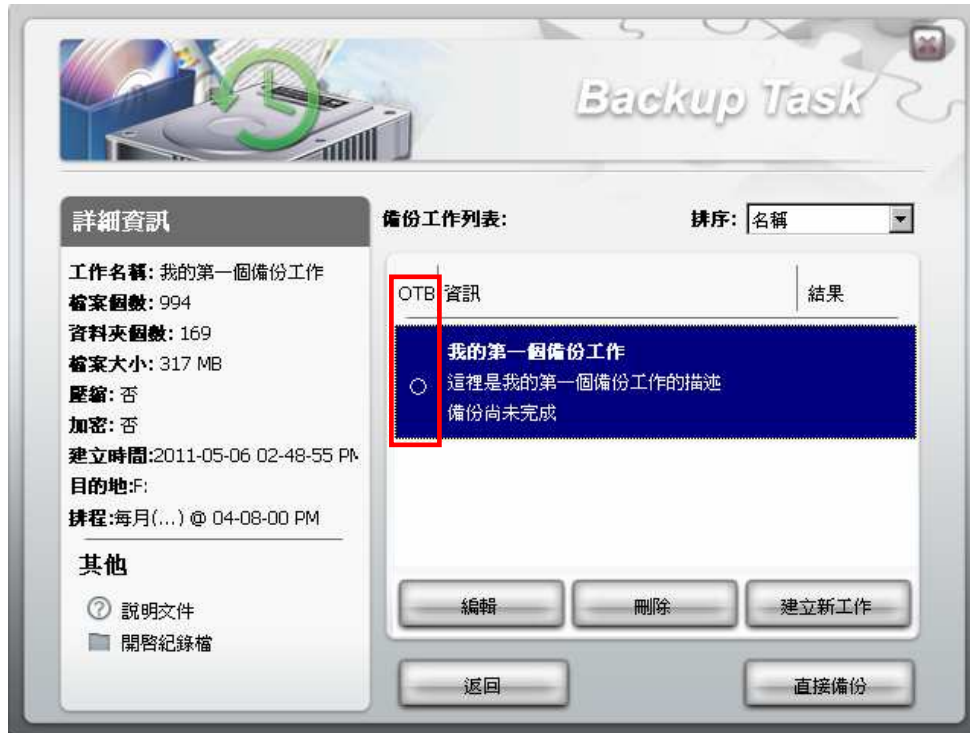 Backup Task
詳細資訊
工作名稱: 我的第一個備份工作
檔案個數: 994
資料夾個數: 169
檔案大小: 317 MB
壓縮: 否
加密: 否
建立時間:2011-05-06 02-48-55 PM
目的地:F:
排程:每月(...) @ 04-08-00 PM
其他
說明文件
開啟紀錄檔
備份工作列表:
排序: 名稱
OTB 資訊 結果
我的第一個備份工作
這裡是我的第一個備份工作的描述
備份尚未完成
編輯 刪除 建立新工作
返回 直接備份